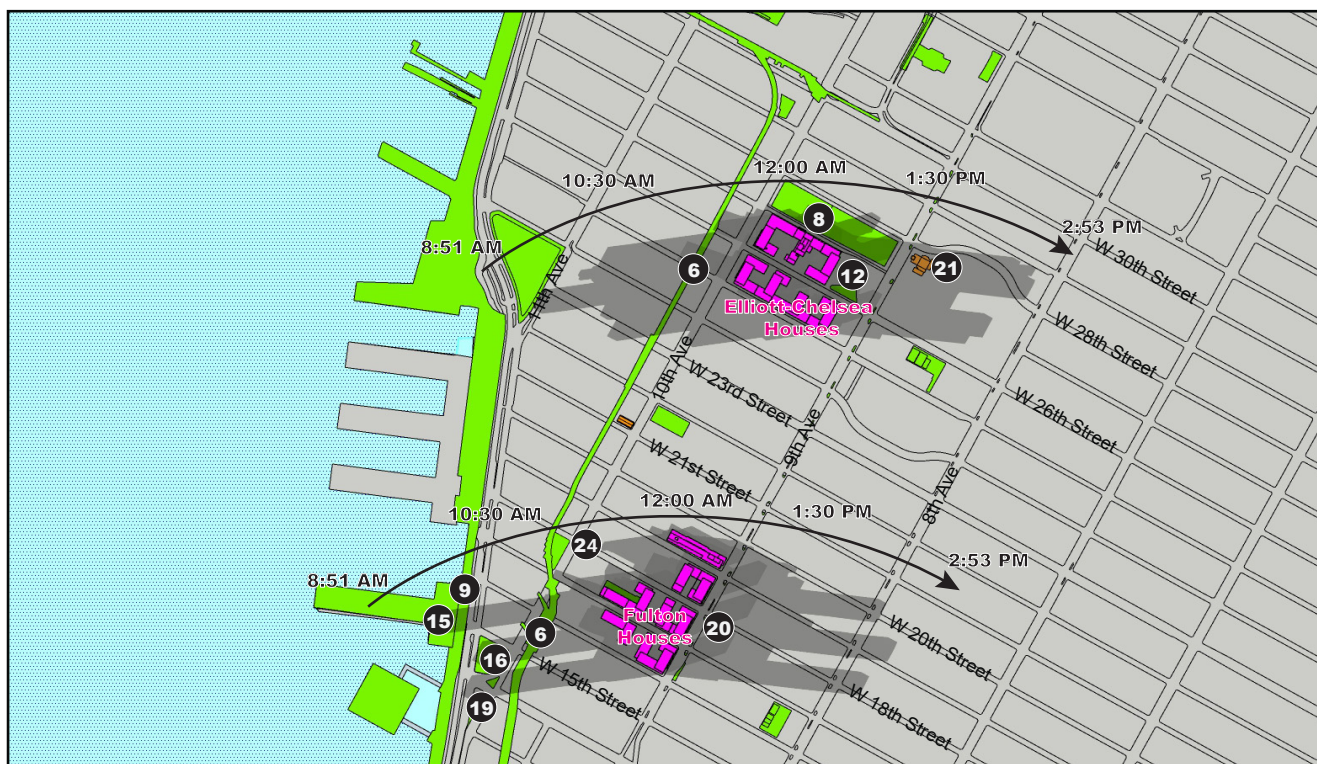 12:00 AM
10:30 AM
1:30 PM
8
2:53 PM
8:51 AM
W 30th Street
6
12
21
11th Ave
Elliott-Chelsea
Houses
W 28th Street
10th Ave
W 23rd Street
W 26th Street
9th Ave
W 21st Street
8th Ave
12:00 AM
10:30 AM
1:30 PM
24
2:53 PM
8:51 AM
9
15
Fulton
Houses
6
20
W 20th Street
16
W 15th Street
19
W 18th Street